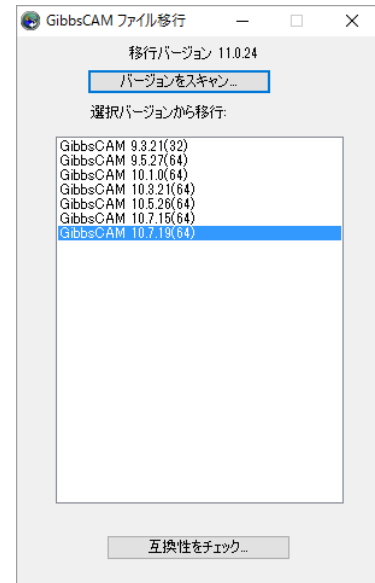 GibbsCAM ファイル移行
移行バージョン 11.0.24
バージョンをスキャン...
選択バージョンから移行:
GibbsCAM 9.3.21(32)
GibbsCAM 9.5.27(64)
GibbsCAM 10.1.0(64)
GibbsCAM 10.3.21(64)
GibbsCAM 10.5.26(64)
GibbsCAM 10.7.15(64)
GibbsCAM 10.7.19(64)
互換性をチェック...